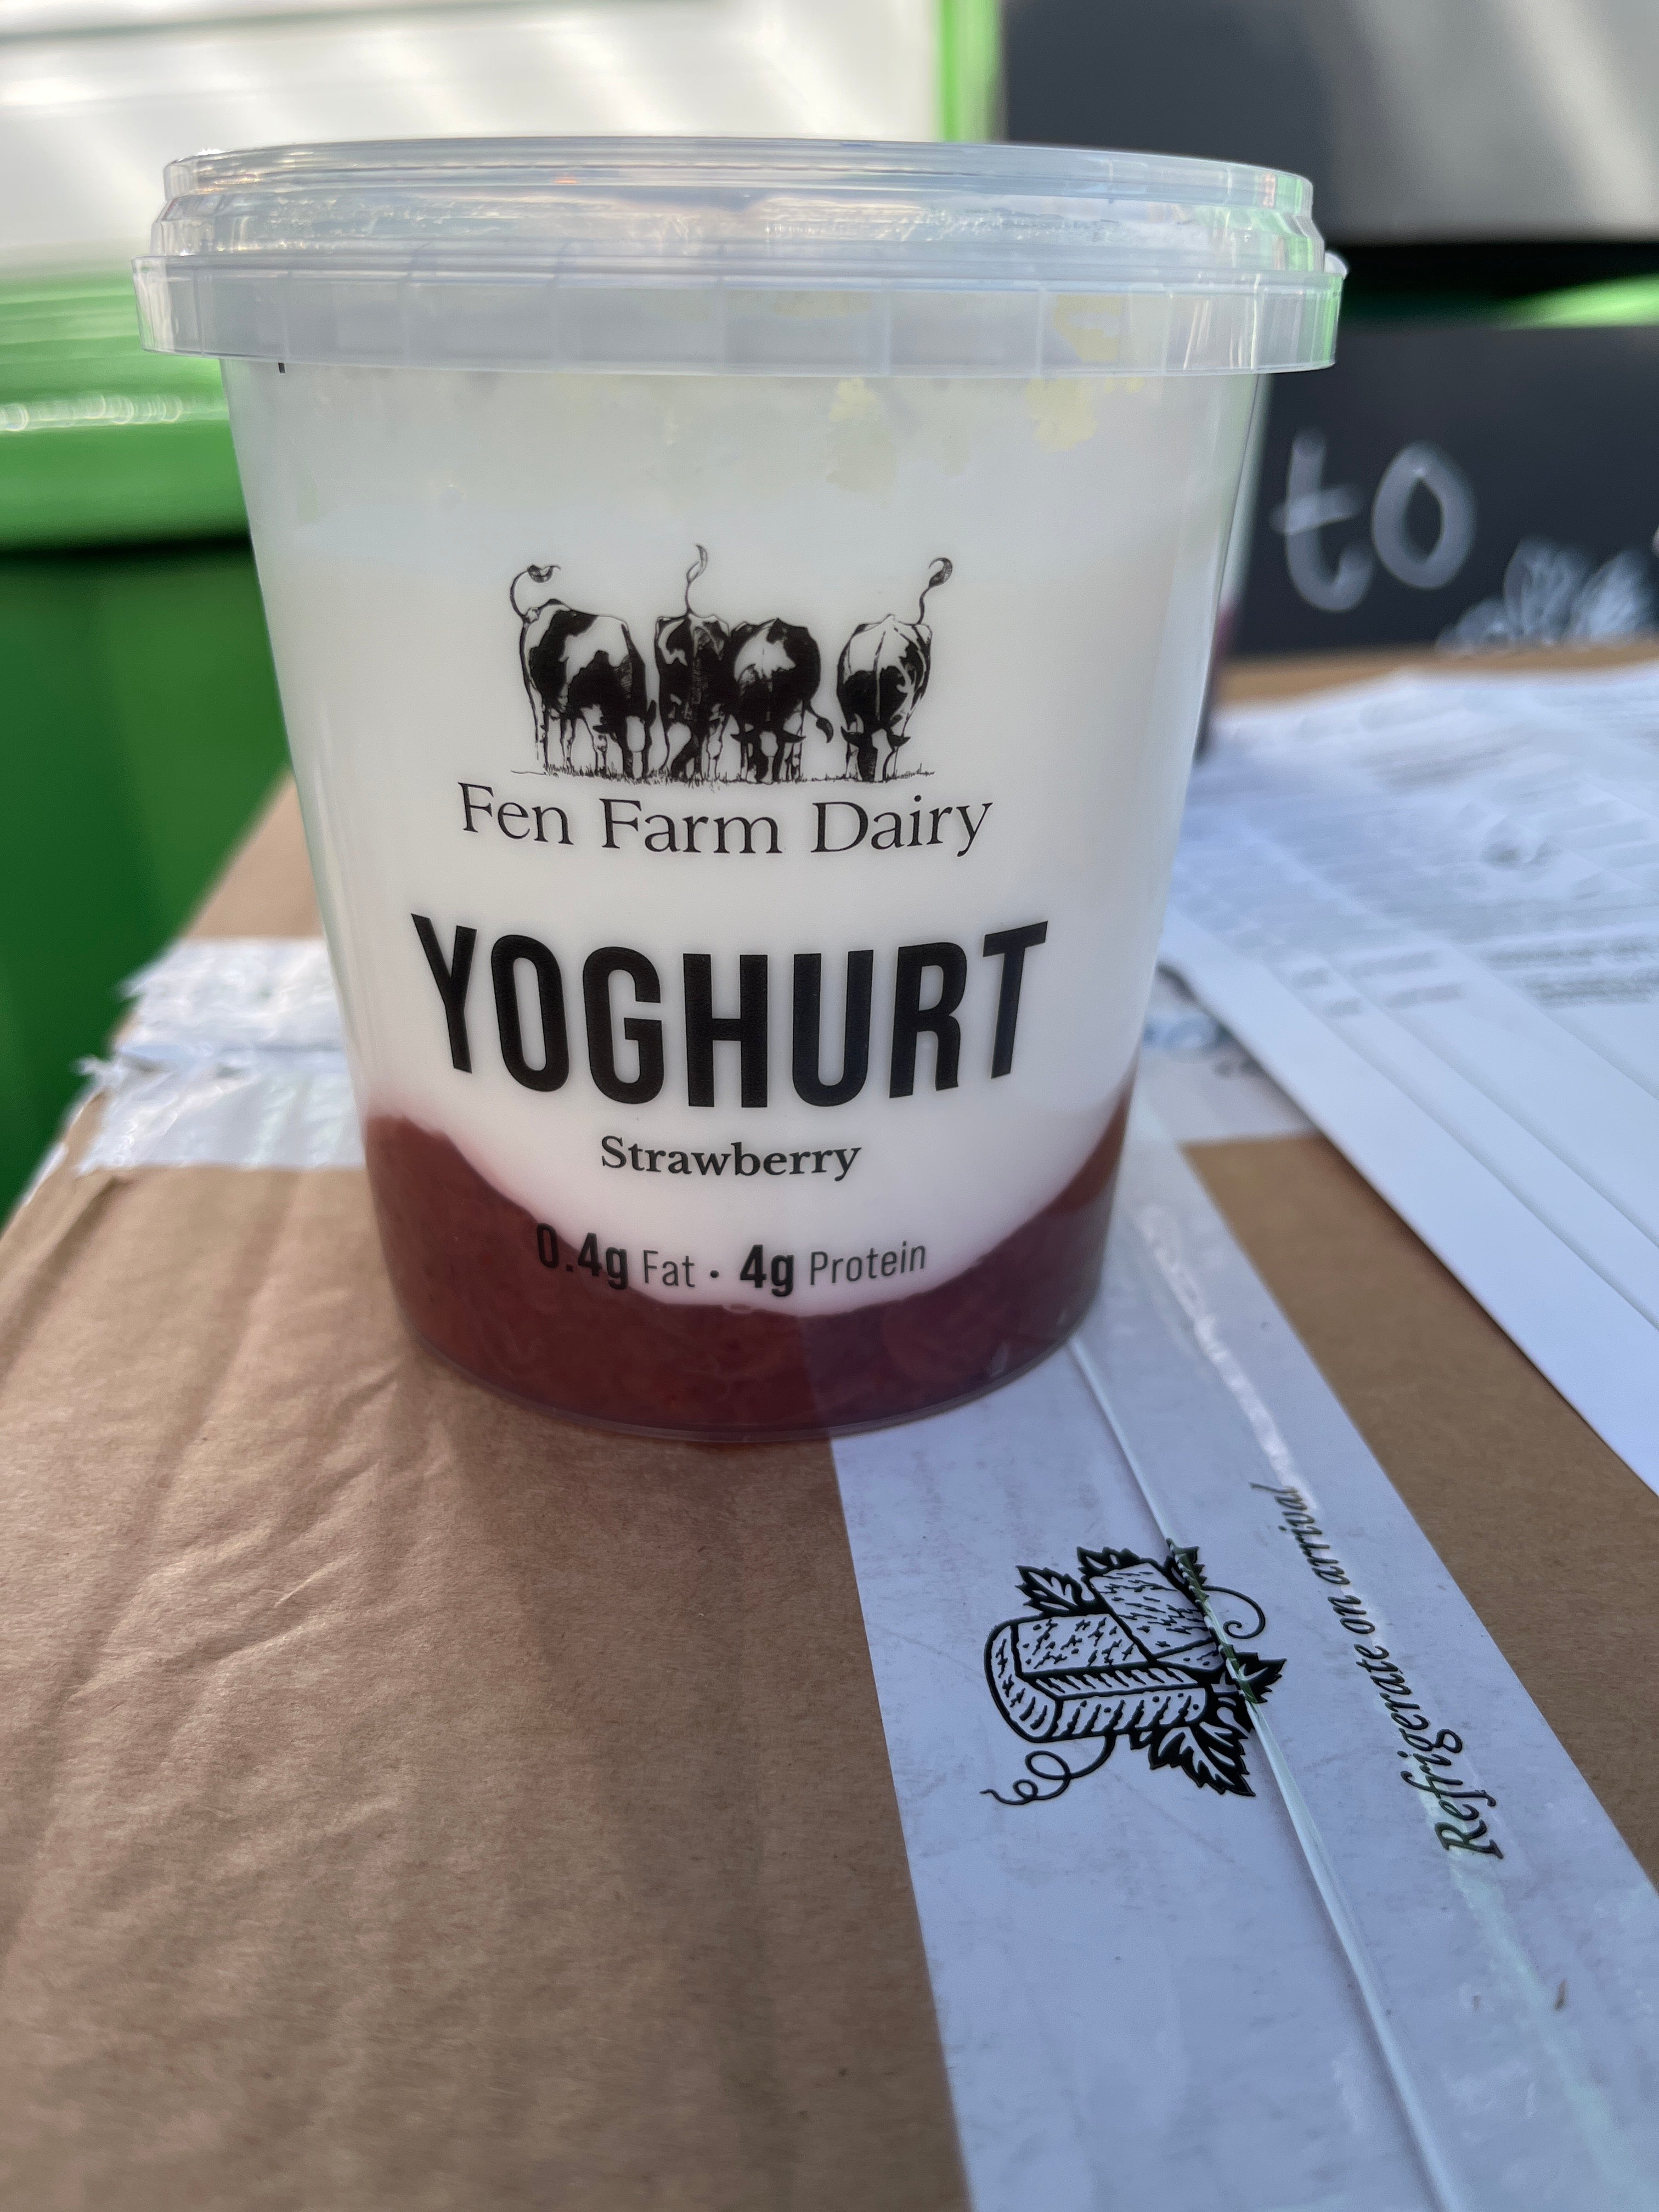 to
Fen Farm Dairy
YOGHURT
Strawberry
0.4g Fat · 4g Protein
Refrigerate on arrival